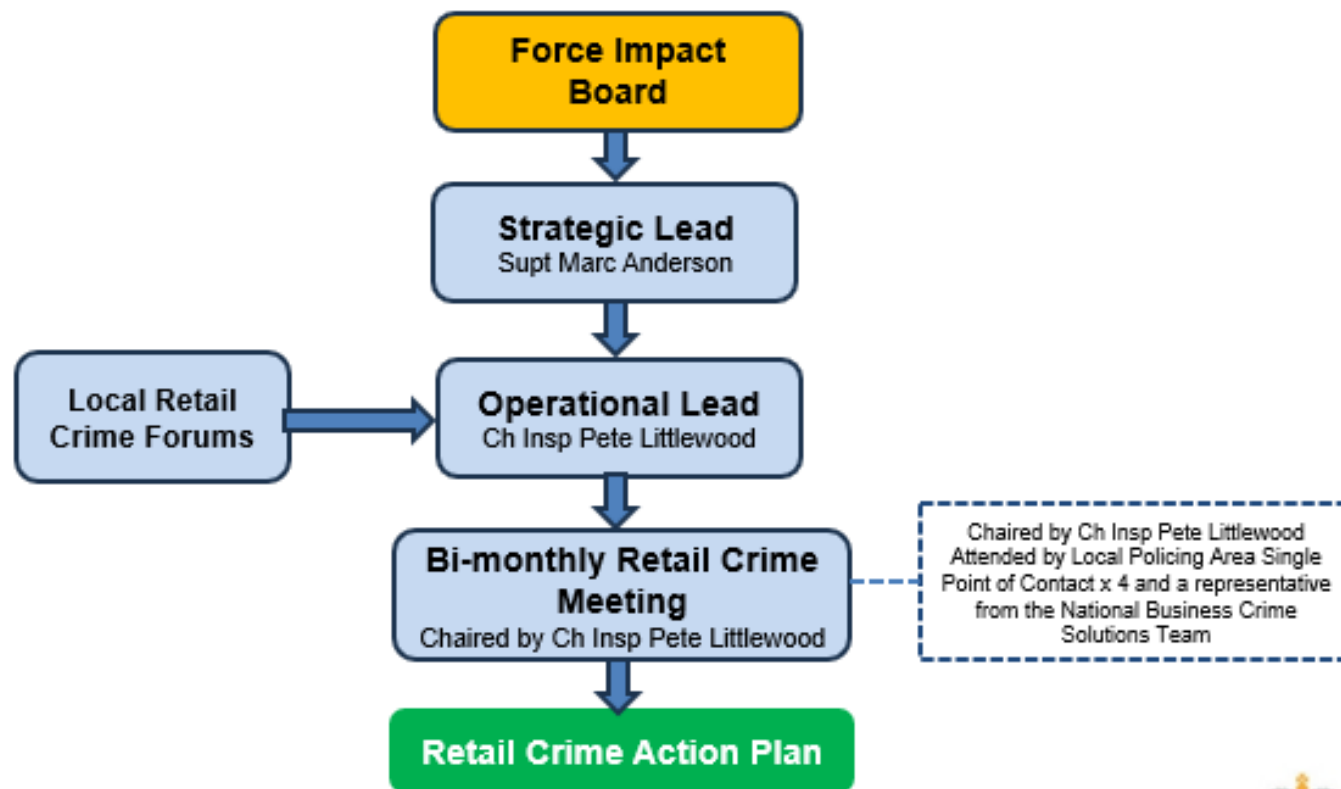 Force Impact
Board
Strategic Lead
Supt Marc Anderson
Local Retail
Crime Forums
Operational Lead
Ch Insp Pete Littlewood
Bi-monthly Retail Crime
Meeting
Chaired by Ch Insp Pete Littlewood
Chaired by Ch Insp Pete Littlewood
Attended by Local Policing Area Single
Point of Contact x 4 and a representative
from the National Business Crime
Solutions Team
Retail Crime Action Plan